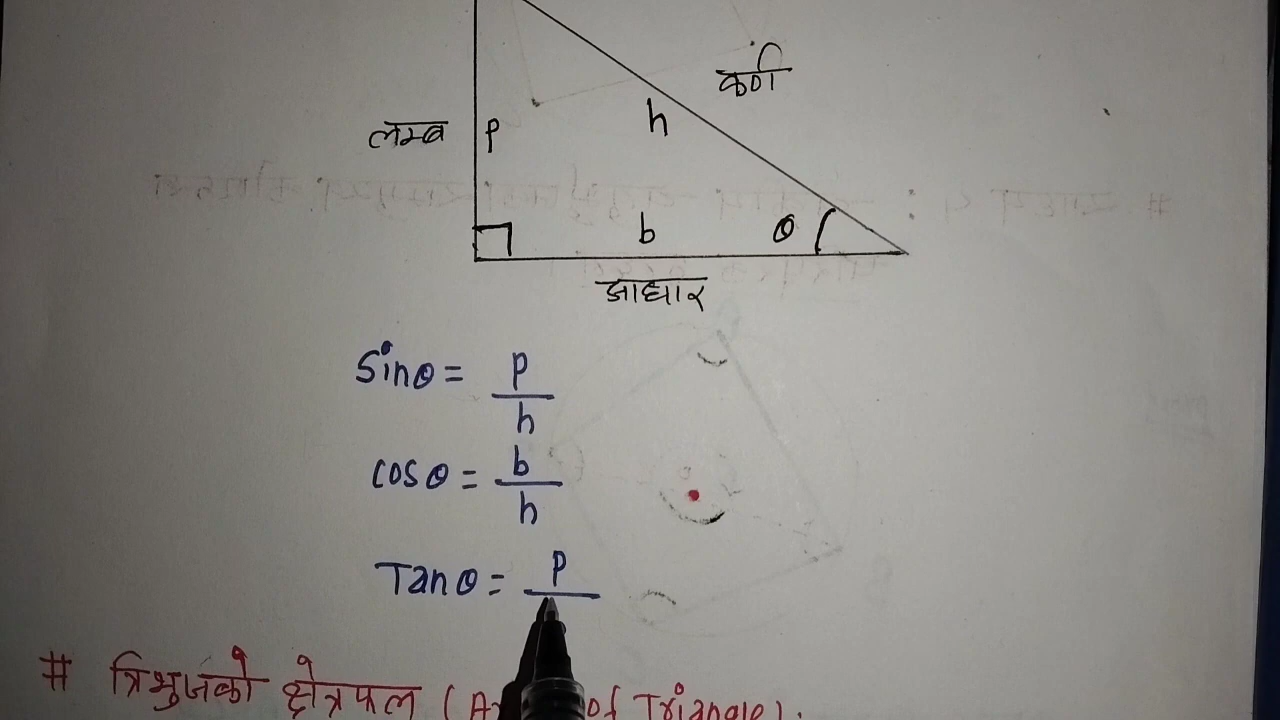 कर्ण
h
लम्ब p
b θ
आधार
Sinθ = p/h
cosθ = b/h
Tanθ = p/
# त्रिभुजको क्षेत्रफल ( of Triangle).